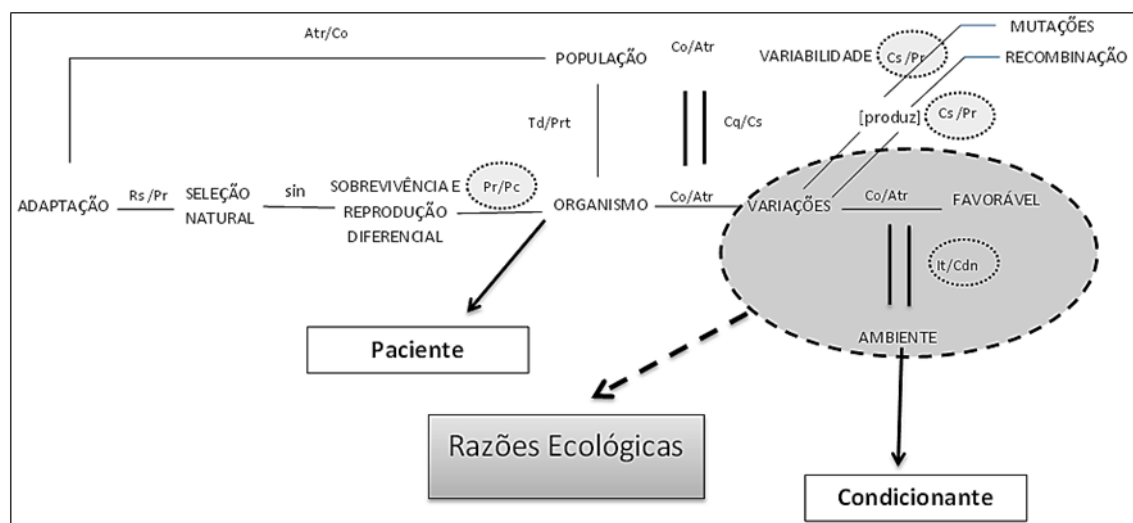 MUTAÇÕES
Atr/Co
Co/Atr
VARIABILIDADE
Cs/Pr
POPULAÇÃO
RECOMBINAÇÃO
Td/Prt
Cq/Cs
[produz]
Cs/Pr
ADAPTAÇÃO
Rs/Pr
SELEÇÃO
NATURAL
sin
SOBREVIVÊNCIA E
REPRODUÇÃO
DIFERENCIAL
Pr/Pc
ORGANISMO
Co/Atr
VARIAÇÕES
Co/Atr
FAVORÁVEL
It/Cdn
AMBIENTE
Paciente
Razões Ecológicas
Condicionante